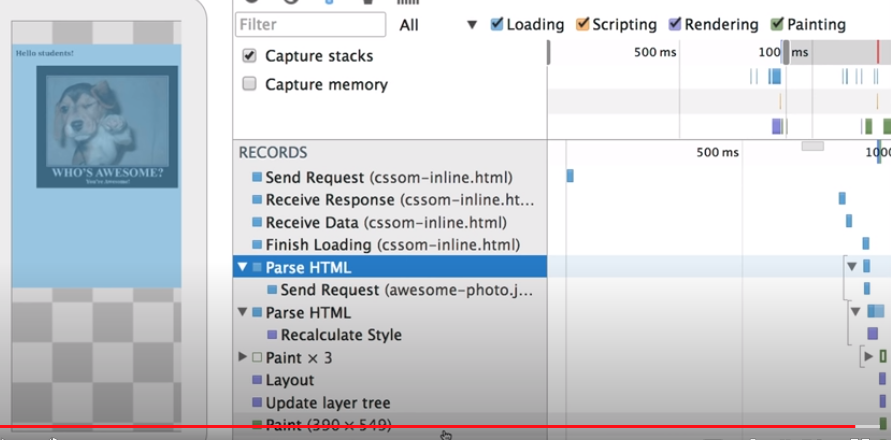 Filter
All
Loading
Scripting
Rendering
Painting
Capture stacks
Capture memory
500 ms
100
ms
Hello students!
WHO'S AWESOME?
You're Awesome!
RECORDS
500 ms
1000
Send Request (cssom-inline.html)
Receive Response (cssom-inline.ht...
Receive Data (cssom-inline.html)
Finish Loading (cssom-inline.html)
Parse HTML
Send Request (awesome-photo.j...
Parse HTML
Recalculate Style
Paint × 3
Layout
Update layer tree
Paint (390 × 549)